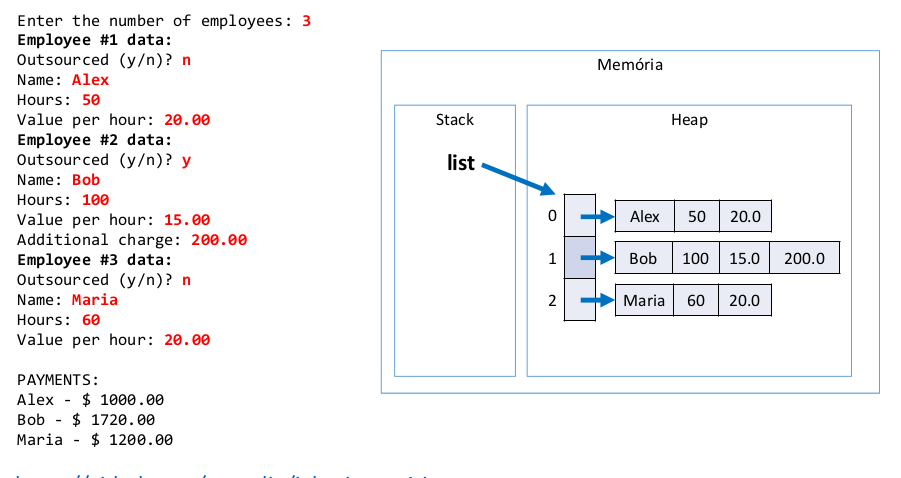 Enter the number of employees: 3
Employee #1 data:
Outsourced (y/n)? n
Name: Alex
Hours: 50
Value per hour: 20.00
Employee #2 data:
Outsourced (y/n)? y
Name: Bob
Hours: 100
Value per hour: 15.00
Additional charge: 200.00
Employee #3 data:
Outsourced (y/n)? n
Name: Maria
Hours: 60
Value per hour: 20.00
PAYMENTS:
Alex - $ 1000.00
Bob - $ 1720.00
Maria - $ 1200.00
Memória
Stack
Heap
list
0 Alex 50 20.0
1 Bob 100 15.0 200.0
2 Maria 60 20.0